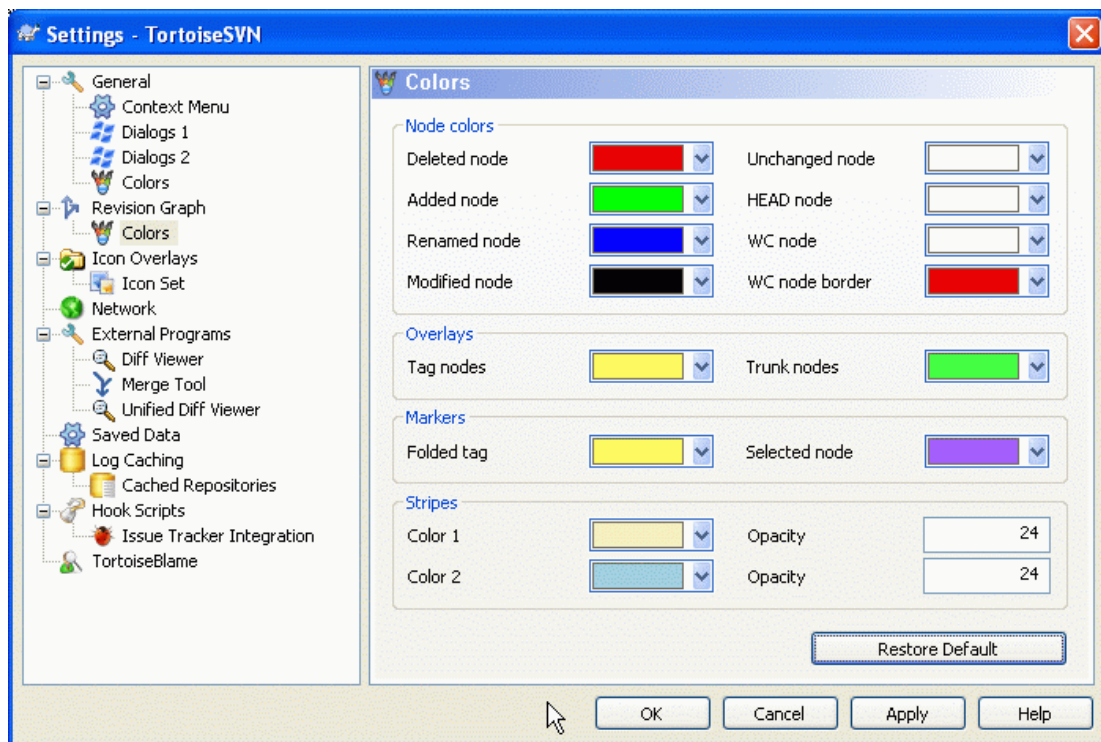 Settings - TortoiseSVN
General
Context Menu
Dialogs 1
Dialogs 2
Colors
Revision Graph
Colors
Icon Overlays
Icon Set
Network
External Programs
Diff Viewer
Merge Tool
Unified Diff Viewer
Saved Data
Log Caching
Cached Repositories
Hook Scripts
Issue Tracker Integration
TortoiseBlame
Colors
Node colors
Deleted node Unchanged node
Added node HEAD node
Renamed node WC node
Modified node WC node border
Overlays
Tag nodes Trunk nodes
Markers
Folded tag Selected node
Stripes
Color 1 Opacity 24
Color 2 Opacity 24
Restore Default
OK Cancel Apply Help